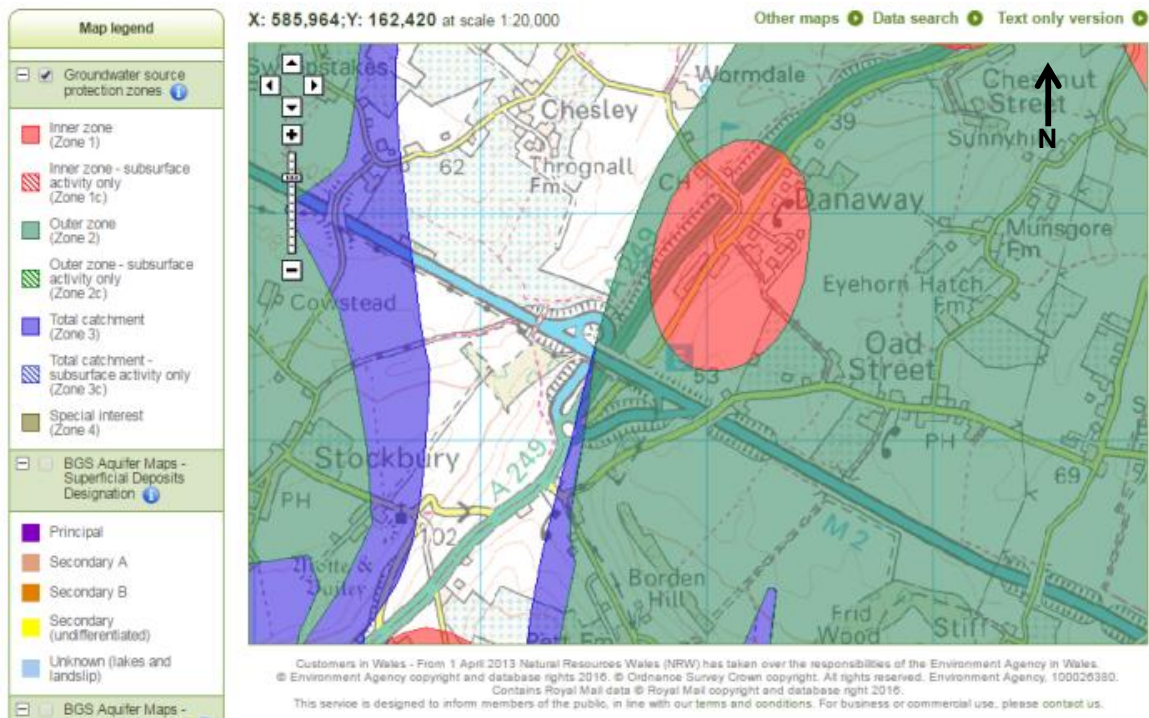 Map legend
Groundwater source
protection zones
Inner zone
(Zone 1)
Inner zone - subsurface
activity only
(Zone 1c)
Outer zone
(Zone 2)
Outer zone - subsurface
activity only
(Zone 2c)
Total catchment
(Zone 3)
Total catchment -
subsurface activity only
(Zone 3c)
Special interest
(Zone 4)
BGS Aquifer Maps -
Superficial Deposits
Designation
Principal
Secondary A
Secondary B
Secondary
(undifferentiated)
Unknown (lakes and
landslip)
BGS Aquifer Maps -
X: 585,964;Y: 162,420 at scale 1:20,000
Other maps
Data search
Text only version
Wormdale
Chestnut
Street
N
Chesley
39
62
Thrognall
Fm
CH
Danaway
Munsgore
Fm
A 249
Cowstead
Eyehorn Hatch
Fm
Oad
Street
53
Stockbury
A 249
PH
PH
69
102
M 2
Motte &
Bailey
Borden
Hill
Frid
Wood
Customers in Wales - From 1 April 2013 Natural Resources Wales (NRW) has taken over the responsibilities of the Environment Agency in Wales.
© Environment Agency copyright and database rights 2016. © Ordnance Survey Crown copyright. All rights reserved. Environment Agency, 100026380.
Contains Royal Mail data © Royal Mail copyright and database right 2016.
This service is designed to inform members of the public, in line with our terms and conditions. For business or commercial use, please contact us.